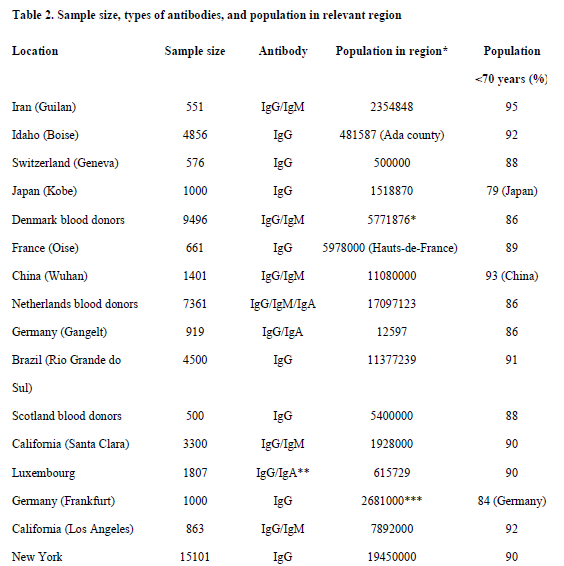 Table 2. Sample size, types of antibodies, and population in relevant region
Location Sample size Antibody Population in region* Population
<70 years (%)
Iran (Guilan) 551 IgG/IgM 2354848 95
Idaho (Boise) 4856 IgG 481587 (Ada county) 92
Switzerland (Geneva) 576 IgG 500000 88
Japan (Kobe) 1000 IgG 1518870 79 (Japan)
Denmark blood donors 9496 IgG/IgM 5771876* 86
France (Oise) 661 IgG 5978000 (Hauts-de-France) 89
China (Wuhan) 1401 IgG/IgM 11080000 93 (China)
Netherlands blood donors 7361 IgG/IgM/IgA 17097123 86
Germany (Gangelt) 919 IgG/IgA 12597 86
Brazil (Rio Grande do 4500 IgG 11377239 91
Sul)
Scotland blood donors 500 IgG 5400000 88
California (Santa Clara) 3300 IgG/IgM 1928000 90
Luxembourg 1807 IgG/IgA** 615729 90
Germany (Frankfurt) 1000 IgG 2681000*** 84 (Germany)
California (Los Angeles) 863 IgG/IgM 7892000 92
New York 15101 IgG 19450000 90